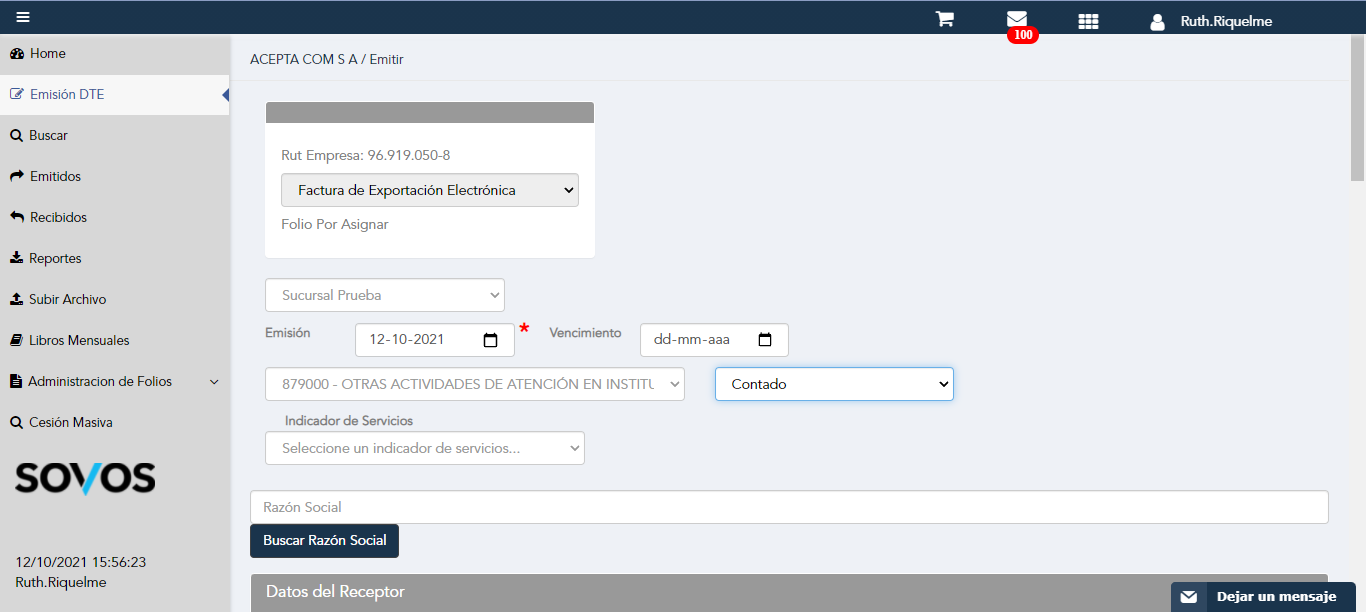 Ruth.Riquelme
100
Home
Emisión DTE
Buscar
Emitidos
Recibidos
Reportes
Subir Archivo
Libros Mensuales
Administracion de Folios
Cesión Masiva
SOVOS
12/10/2021 15:56:23
Ruth.Riquelme
ACEPTA COM S A / Emitir
Rut Empresa: 96.919.050-8
Factura de Exportación Electrónica
Folio Por Asignar
Sucursal Prueba
Emisión 12-10-2021 * Vencimiento dd-mm-aaa
879000 - OTRAS ACTIVIDADES DE ATENCIÓN EN INSTITU Contado
Indicador de Servicios
Seleccione un indicador de servicios...
Razón Social
Buscar Razón Social
Datos del Receptor
Dejar un mensaje